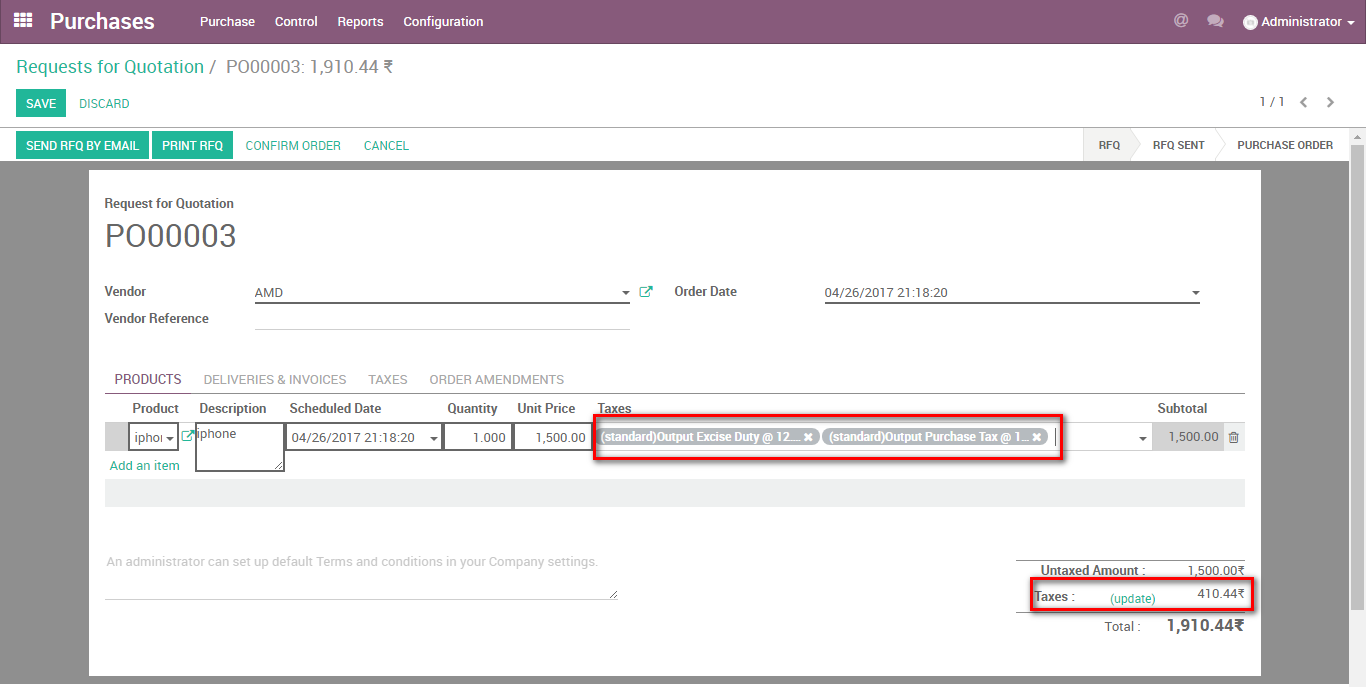 Purchases Purchase Control Reports Configuration @ Administrator
Requests for Quotation / PO00003: 1,910.44 ₹
SAVE DISCARD 1 / 1
SEND RFQ BY EMAIL PRINT RFQ CONFIRM ORDER CANCEL RFQ RFQ SENT PURCHASE ORDER
Request for Quotation
PO00003
Vendor AMD Order Date 04/26/2017 21:18:20
Vendor Reference
PRODUCTS DELIVERIES & INVOICES TAXES ORDER AMENDMENTS
Product Description Scheduled Date Quantity Unit Price Taxes Subtotal
iphoi iphone 04/26/2017 21:18:20 1.000 1,500.00 (standard)Output Excise Duty @ 12... (standard)Output Purchase Tax @ 1... 1,500.00
Add an item
An administrator can set up default Terms and conditions in your Company settings.
Untaxed Amount : 1,500.00₹
Taxes : (update) 410.44₹
Total : 1,910.44₹